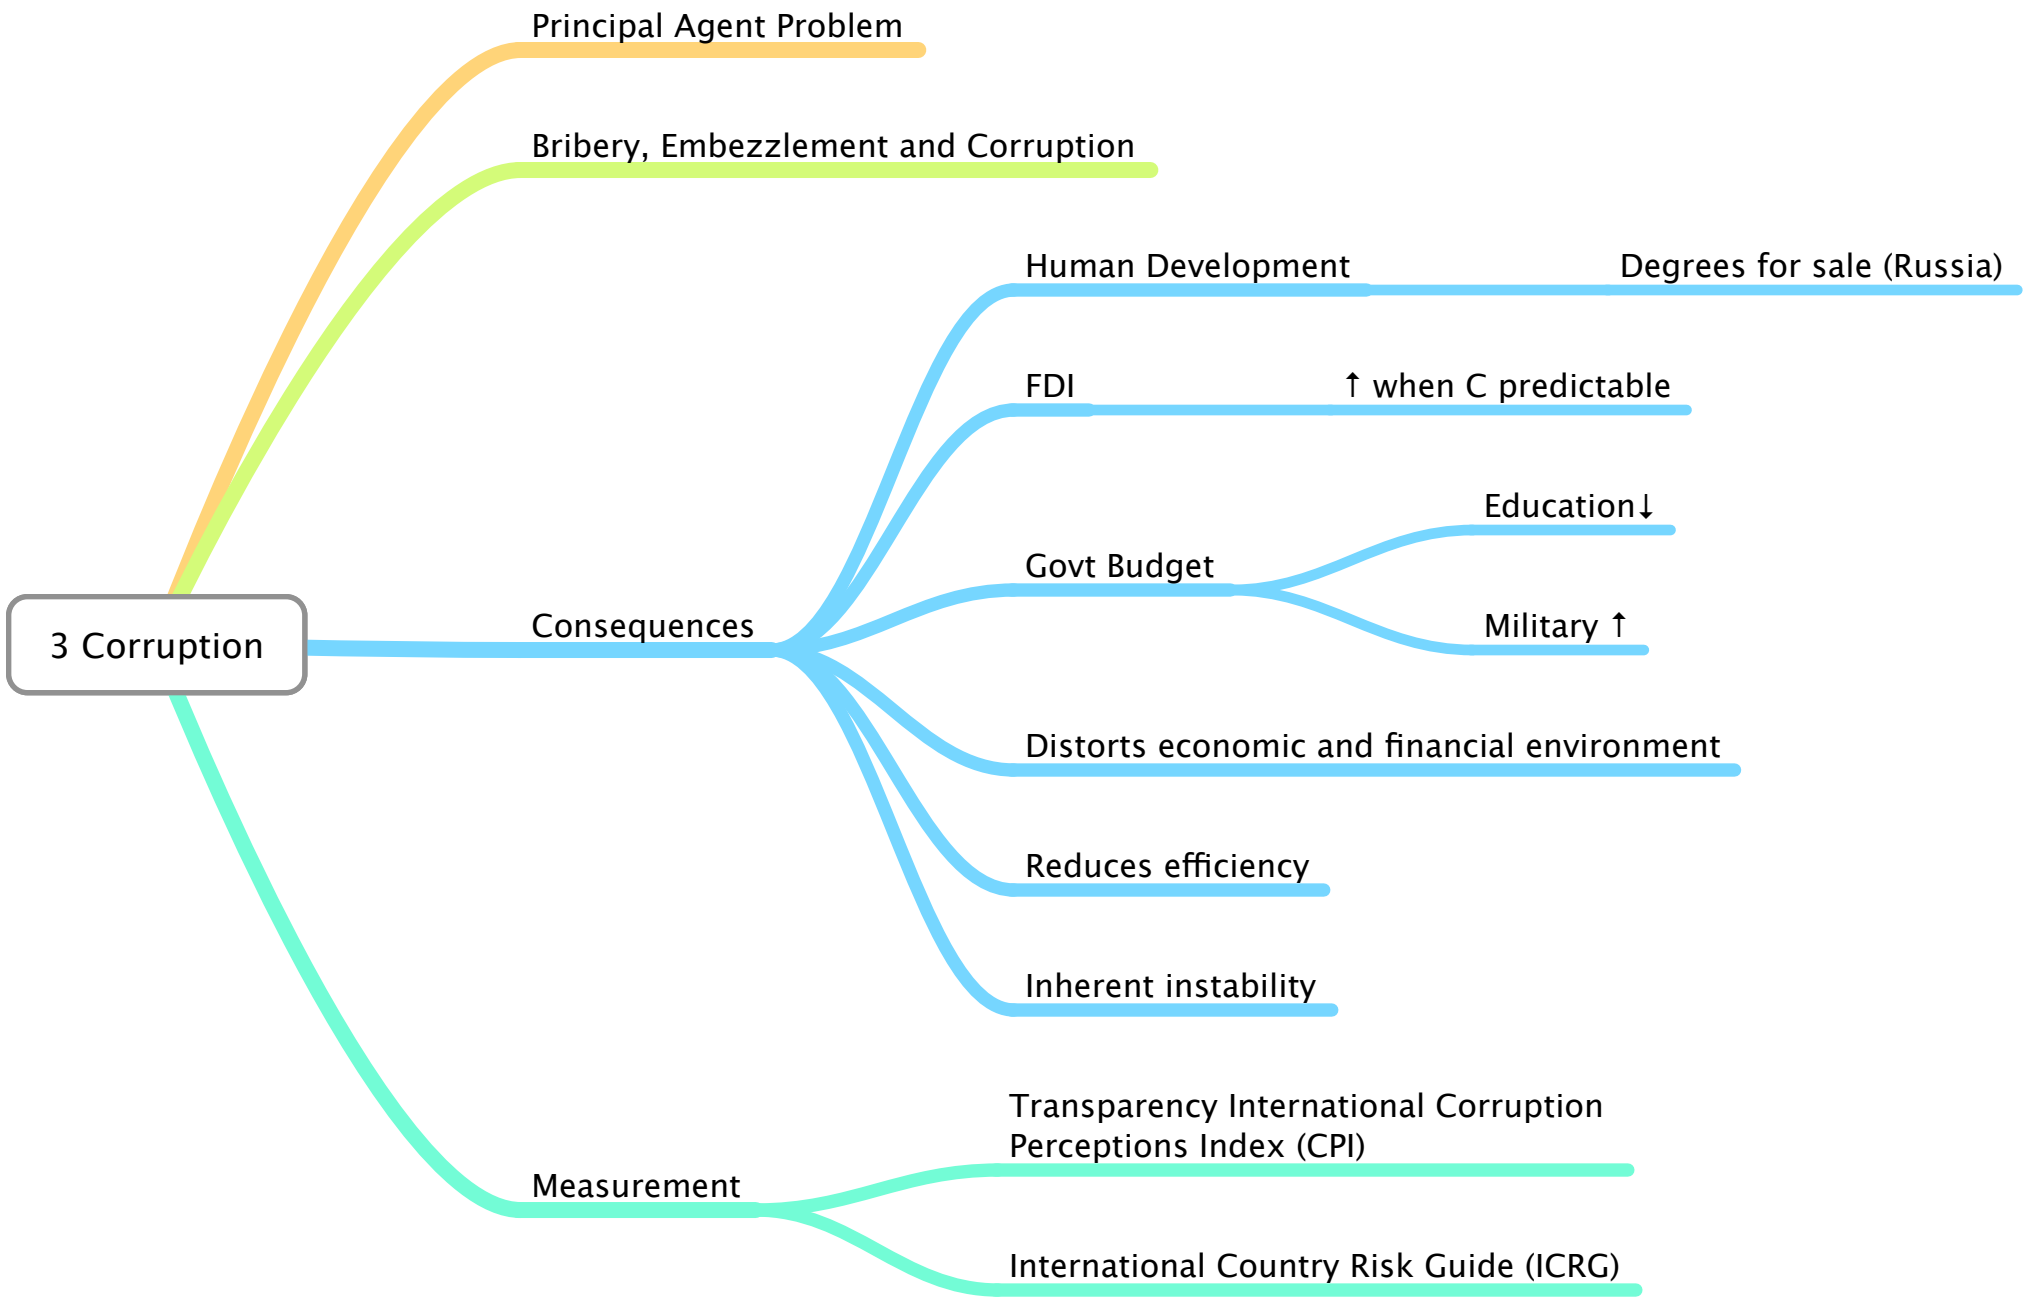 Principal Agent Problem
Bribery, Embezzlement and Corruption
Human Development
Degrees for sale (Russia)
FDI
↑ when C predictable
Education↓
Govt Budget
Military ↑
3 Corruption
Consequences
Distorts economic and financial environment
Reduces efficiency
Inherent instability
Transparency International Corruption
Perceptions Index (CPI)
Measurement
International Country Risk Guide (ICRG)